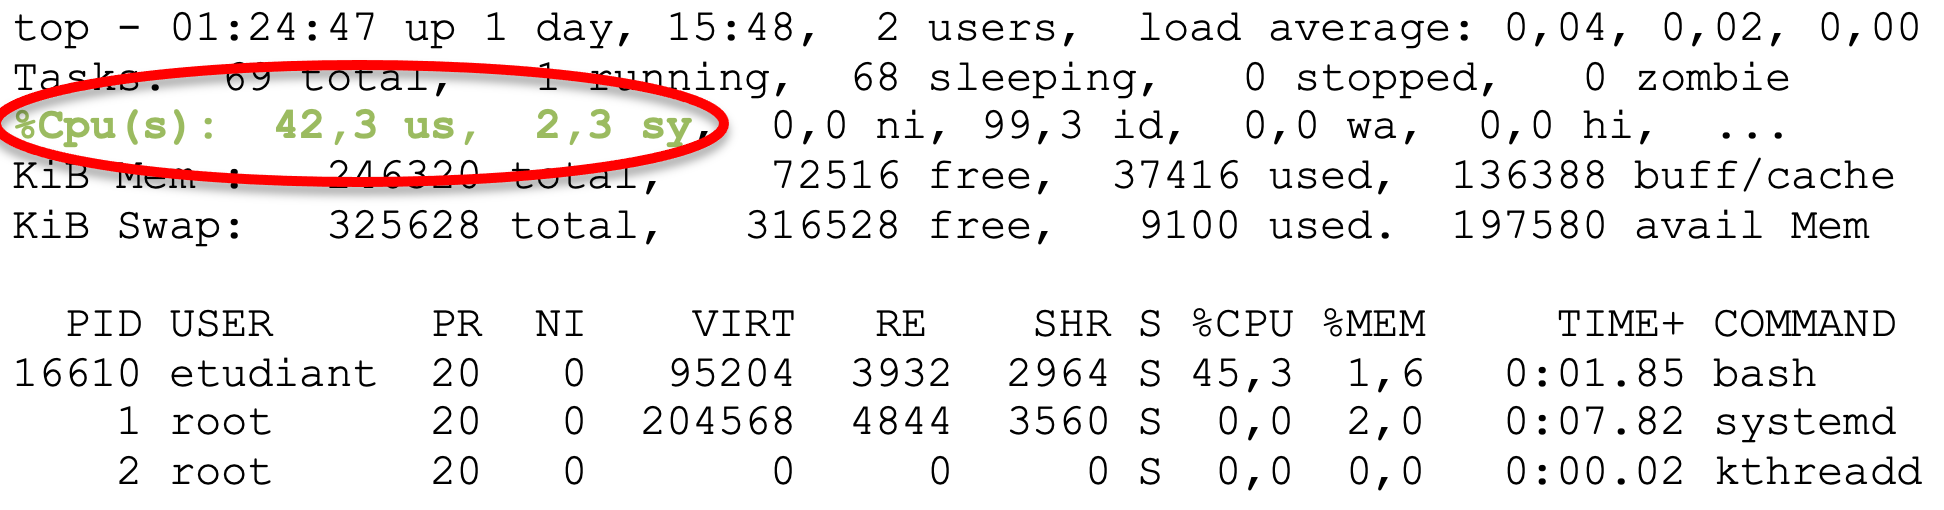 top - 01:24:47 up 1 day, 15:48,  2 users,  load average: 0,04, 0,02, 0,00
Tasks:  69 total,   1 running,  68 sleeping,   0 stopped,   0 zombie
%Cpu(s):  42,3 us,  2,3 sy,  0,0 ni, 99,3 id,  0,0 wa,  0,0 hi,  ...
KiB Mem :   246320 total,    72516 free,  37416 used,  136388 buff/cache
KiB Swap:   325628 total,   316528 free,   9100 used.  197580 avail Mem
PID USER      PR  NI    VIRT   RE    SHR S %CPU %MEM     TIME+ COMMAND
16610 etudiant  20   0   95204  3932  2964 S 45,3  1,6   0:01.85 bash
1 root      20   0  204568  4844  3560 S  0,0  2,0   0:07.82 systemd
2 root      20   0       0     0     0 S  0,0  0,0   0:00.02 kthreadd